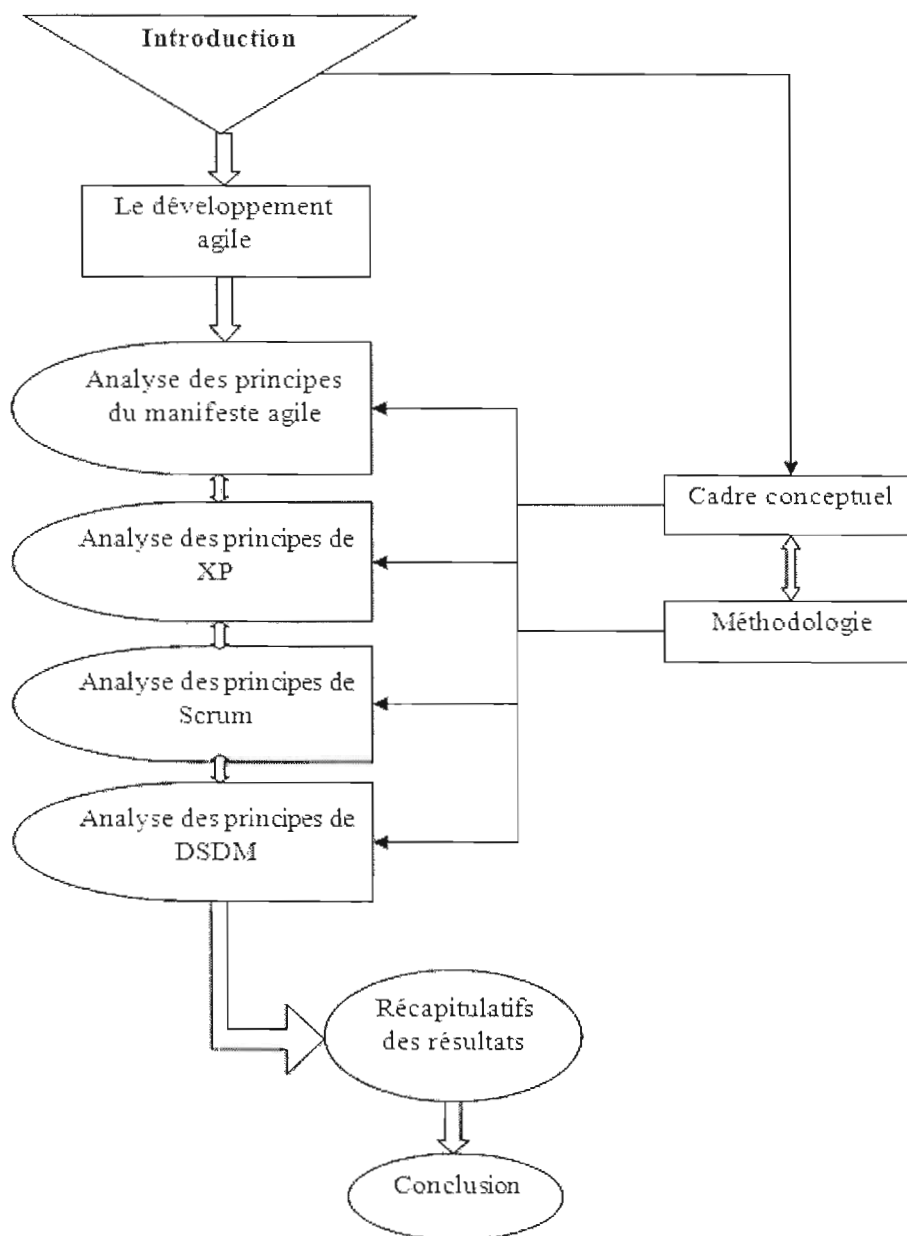 Introduction
Le développement
agile
Analyse des principes
du manifeste agile
Cadre conceptuel
Analyse des principes de
XP
Méthodologie
Analyse des principes de
Scrum
Analyse des principes de
DSDM
Récapitulatifs
des résultats
Conclusion